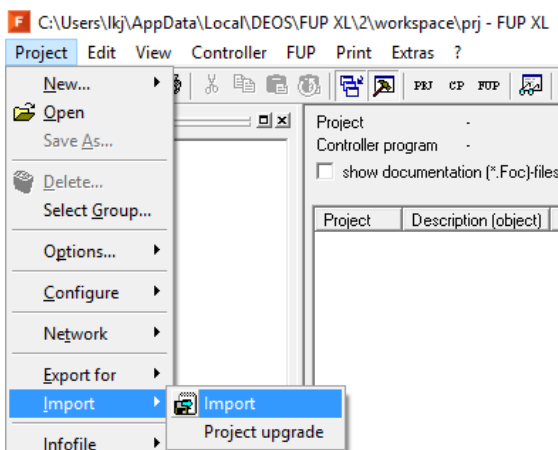 C:\Users\lkj\AppData\Local\DEOS\FUP XL\2\workspace\prj - FUP XL
Project Edit View Controller FUP Print Extras ?
PRJ CP FUP
New...
Open
Save As...
Delete...
Select Group...
Options...
Configure
Network
Export for
Import
Infofile
Import
Project upgrade
Project -
Controller program -
show documentation (*.Foc)-files
Project Description (object)